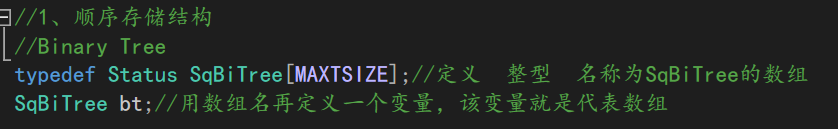 //1、顺序存储结构
//Binary Tree
typedef Status SqBiTree[MAXTSIZE];//定义 整型 名称为SqBiTree的数组
SqBiTree bt;//用数组名再定义一个变量，该变量就是代表数组